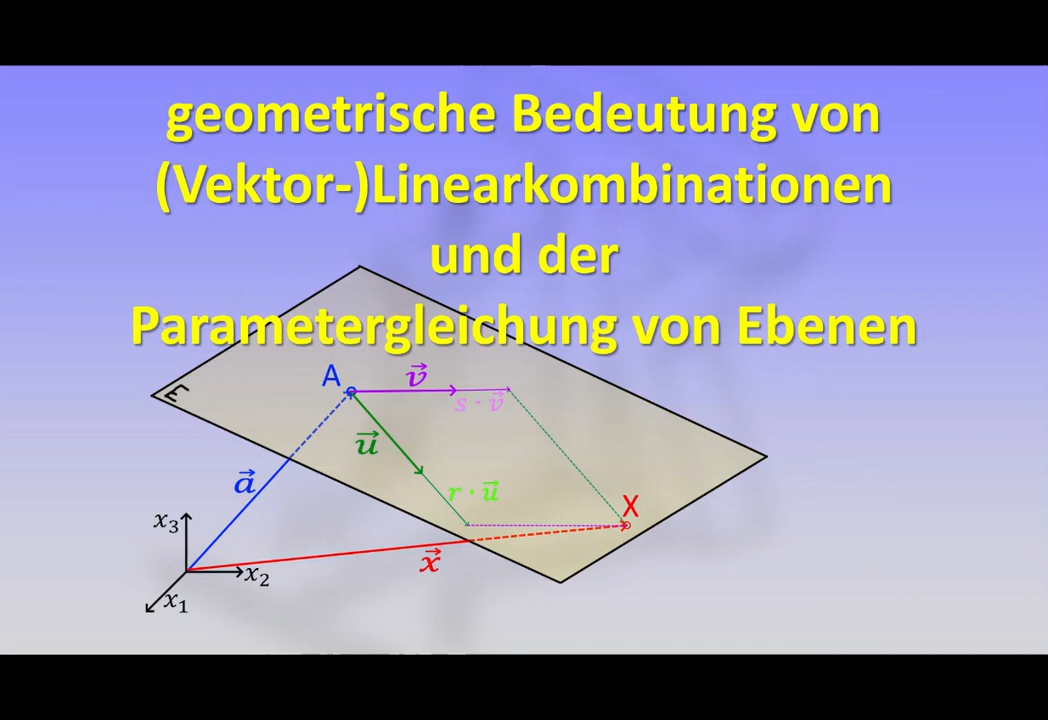 geometrische Bedeutung von
(Vektor-)Linearkombinationen
und der
Parametergleichung von Ebenen
E
A
v⃗
s · v⃗
u⃗
r · u⃗
a⃗
X
x⃗
x₃
x₂
x₁